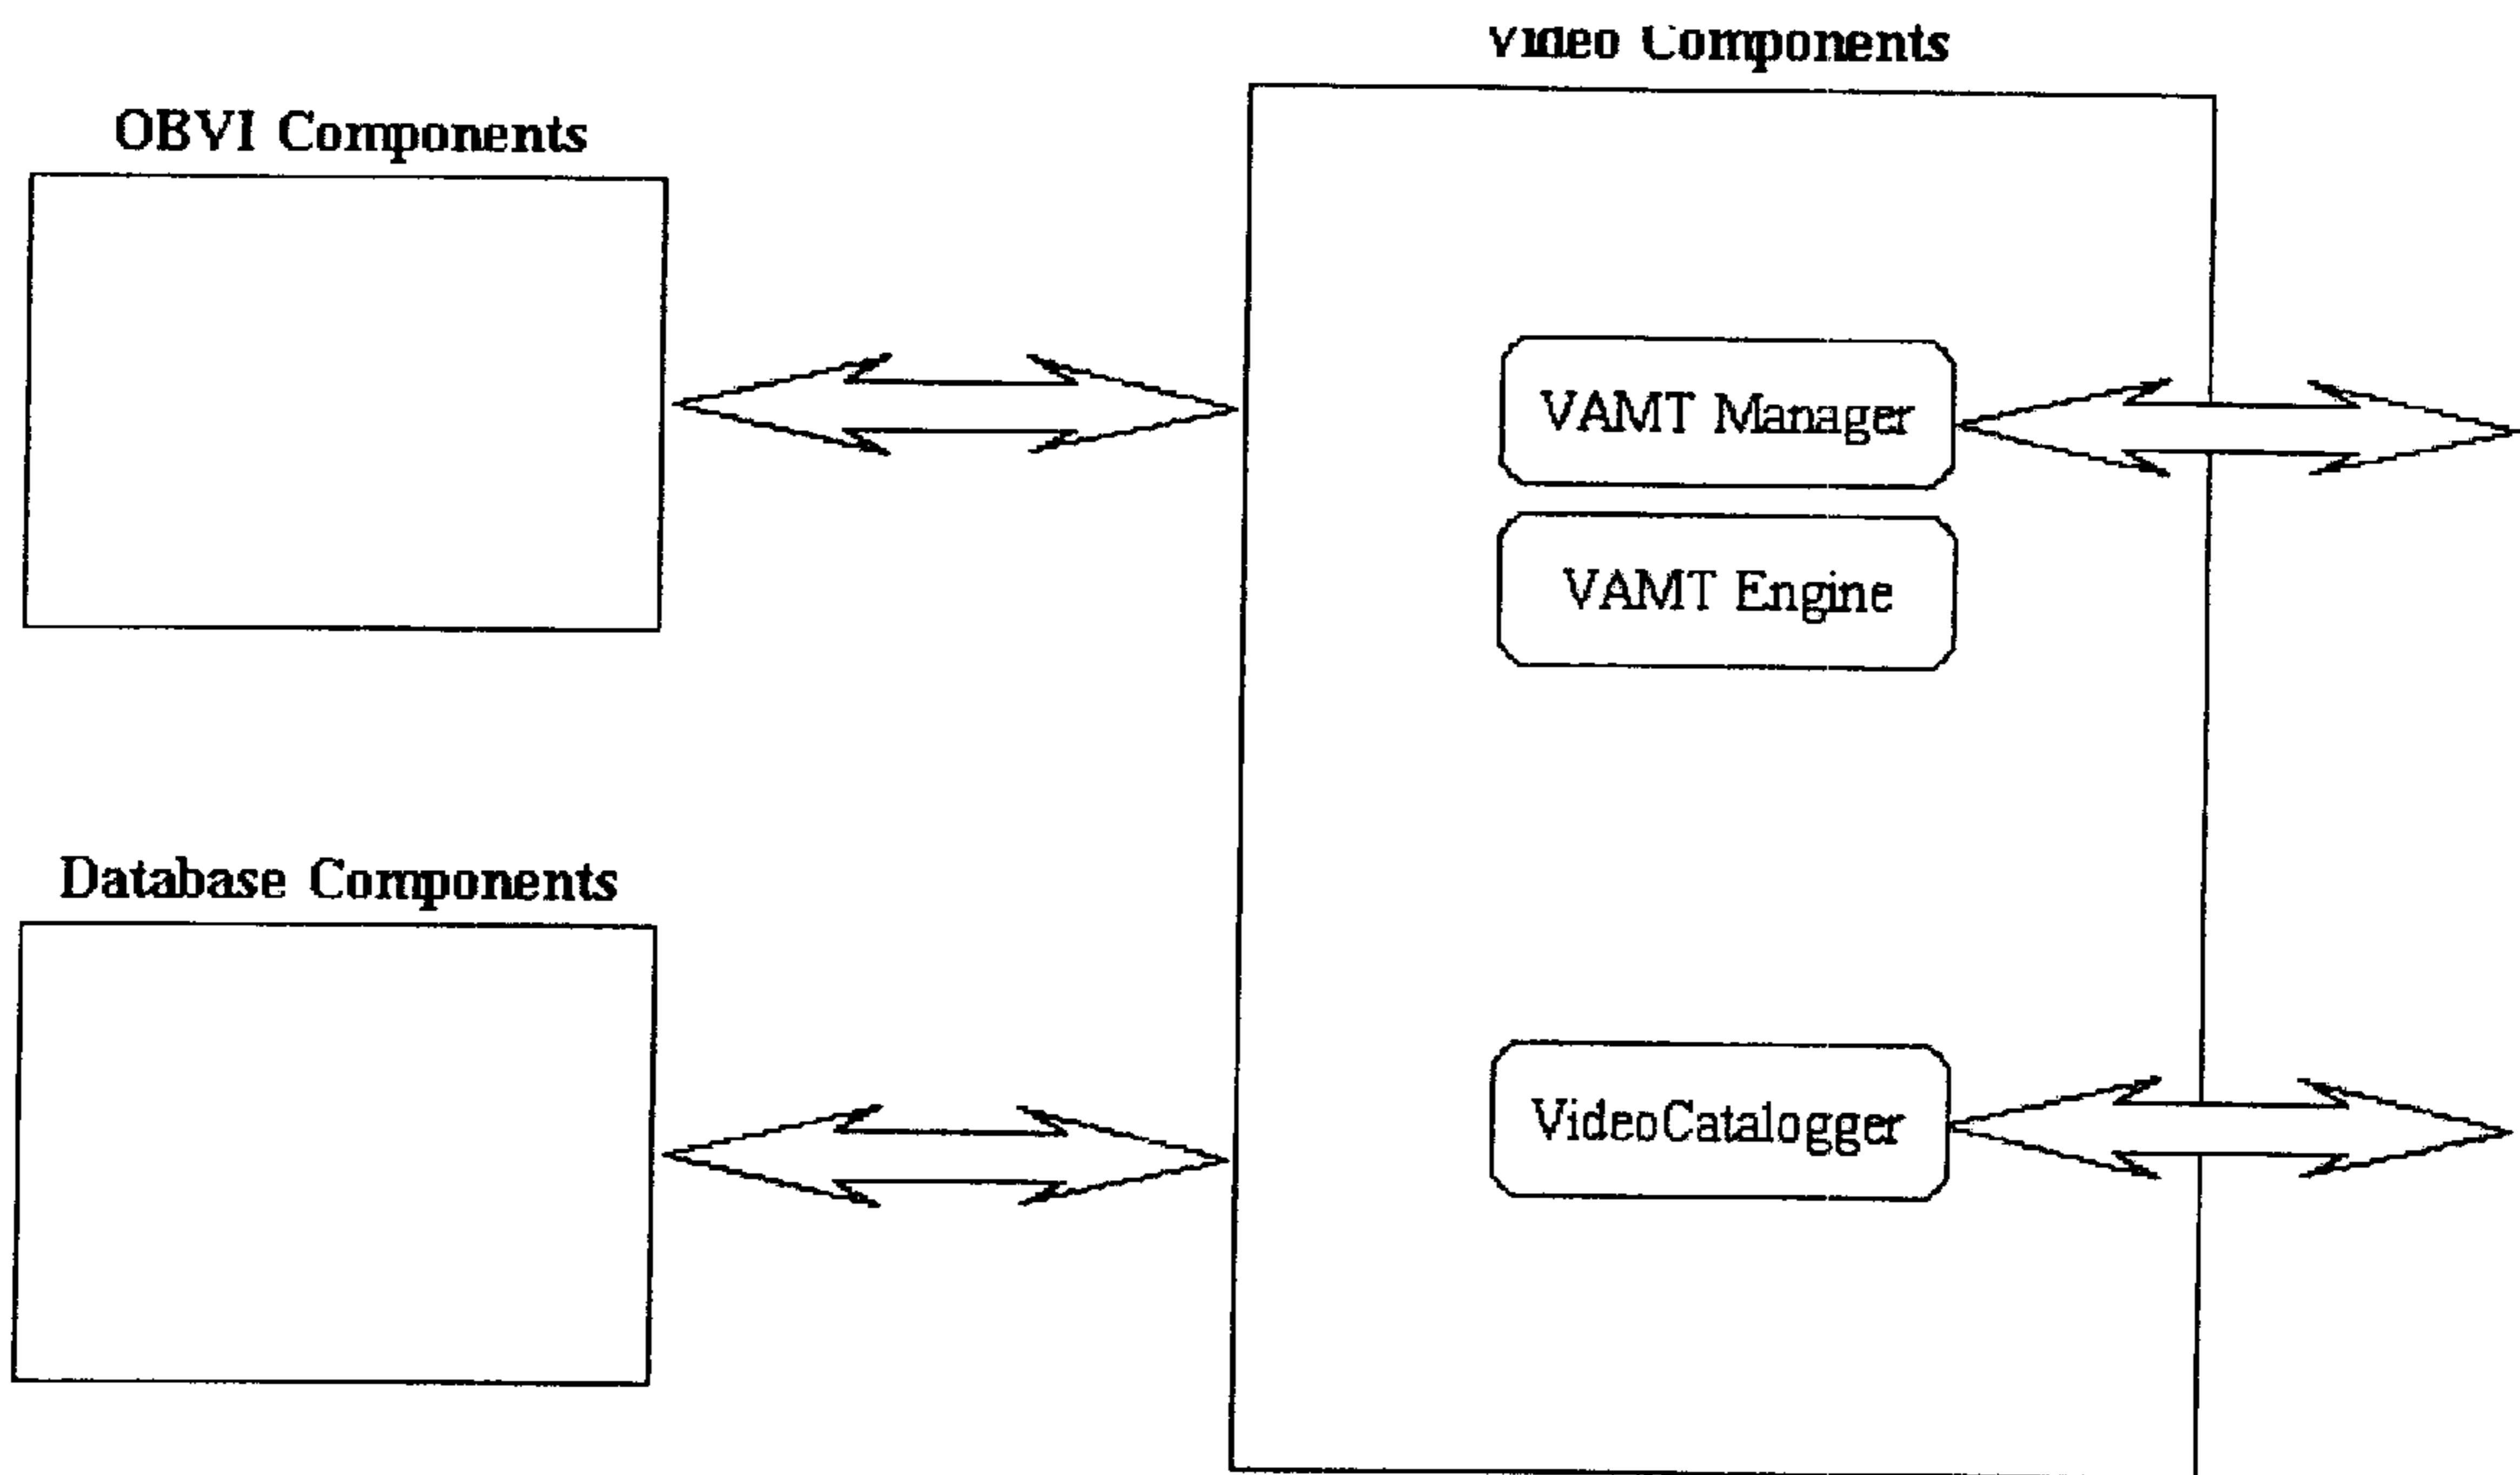 Video Components
OBVI Components
VAMT Manager
VAMT Engine
Database Components
VideoCatalogger